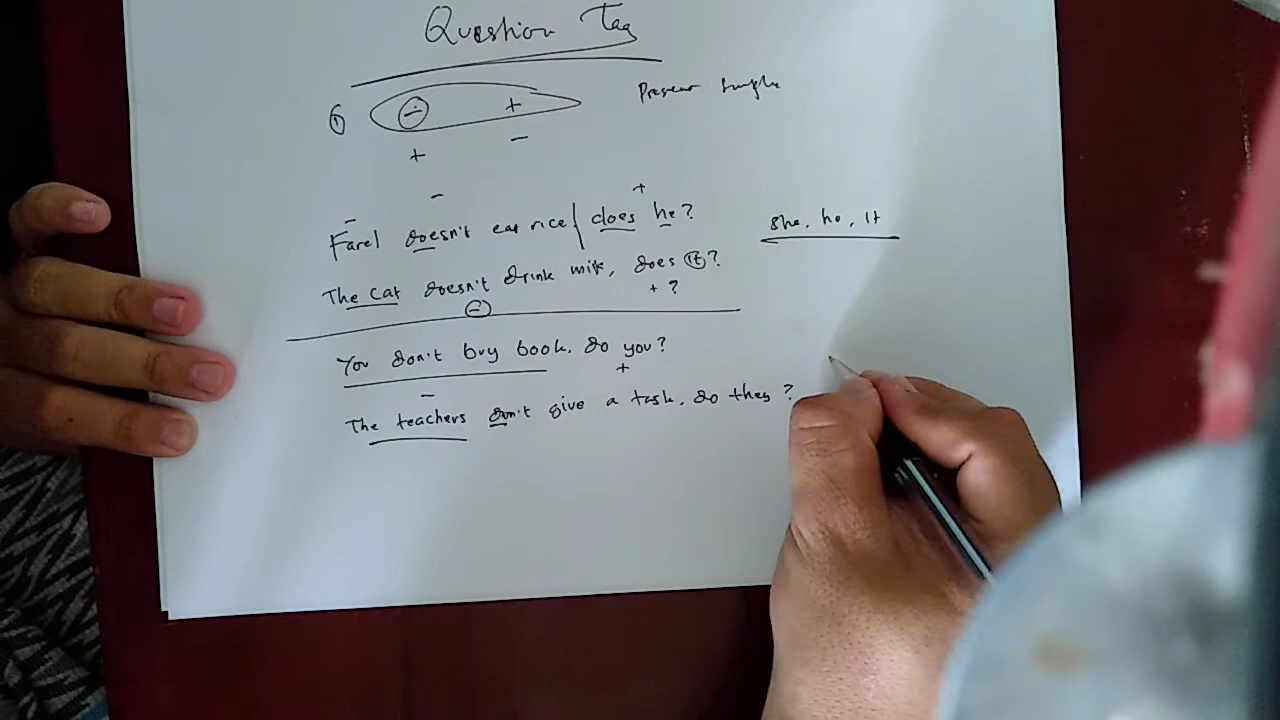 Question Tag
① - + Present simple
+ -
- +
- Farel doesn't eat rice/ does he? she, he, it
The cat doesn't drink milk, does it?
- + ?
You don't buy book, do you?
- +
The teachers don't give a task, do they?